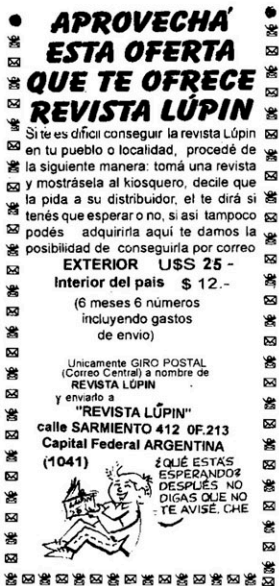 APROVECHÁ
ESTA OFERTA
QUE TE OFRECE
REVISTA LÚPIN
Si te es dificil conseguir la revista Lúpin
en tu pueblo o localidad, procedé de
la siguiente manera: tomá una revista
y mostrásela al kiosquero, decile que
la pida a su distribuidor, el te dirá si
tenés que esperar o no, si asi tampoco
podés adquirirla aquí te damos la
posibilidad de conseguirla por correo
EXTERIOR U$S 25 -
Interior del pais $ 12.-
(6 meses 6 números
incluyendo gastos
de envio)
Unicamente GIRO POSTAL
(Correo Central) a nombre de
REVISTA LÚPIN
y enviarlo a
"REVISTA LÚPIN"
calle SARMIENTO 412 OF.213
Capital Federal ARGENTINA
(1041)
¿QUÉ ESTÁS
ESPERANDO?
DESPUÉS NO
DIGAS QUE NO
TE AVISÉ, CHE